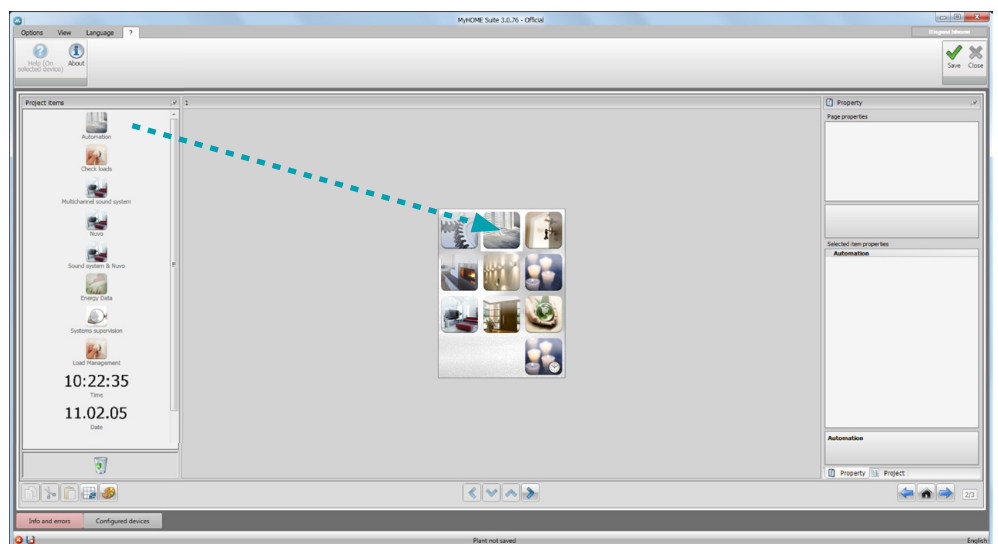 MyHOME Suite 3.0.76 - Official
Options View Language ?
Help (On
selected device)
About
Save Close
Project items
1
Property
Automation
Check loads
Multichannel sound system
Nuvo
Sound system & Nuvo
Energy Data
Systems supervision
Load Management
10:22:35
Time
11.02.05
Date
Page properties
Selected item properties
Automation
Automation
Property Project
2/3
Info and errors Configured devices
Plant not saved
English